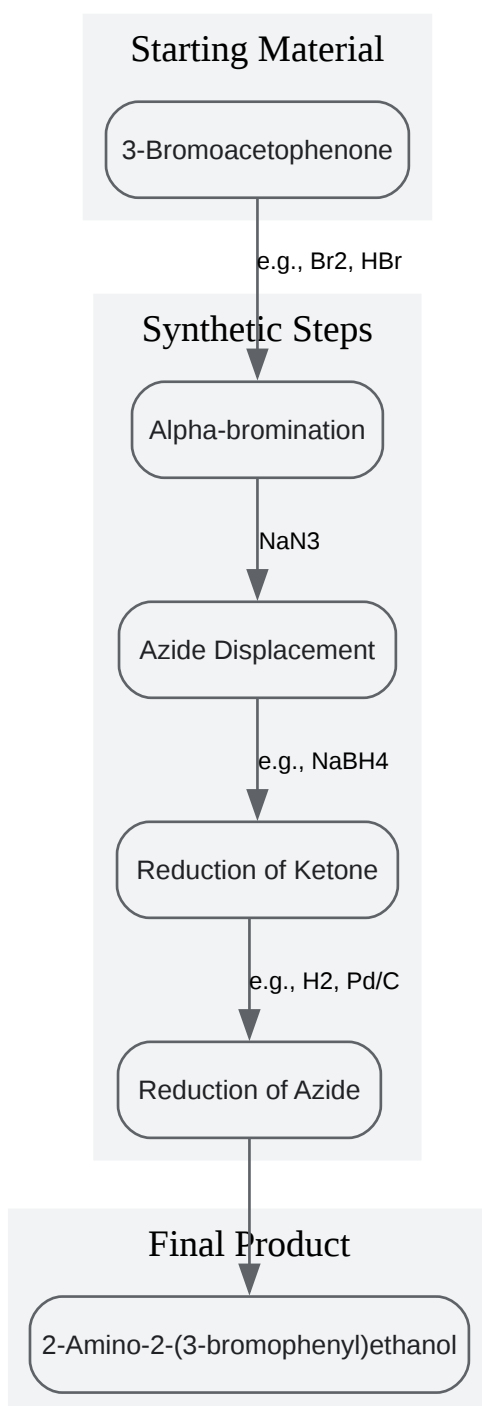 Starting Material
3-Bromoacetophenone
e.g., Br2, HBr
Synthetic Steps
Alpha-bromination
NaN3
Azide Displacement
e.g., NaBH4
Reduction of Ketone
e.g., H2, Pd/C
Reduction of Azide
Final Product
2-Amino-2-(3-bromophenyl)ethanol